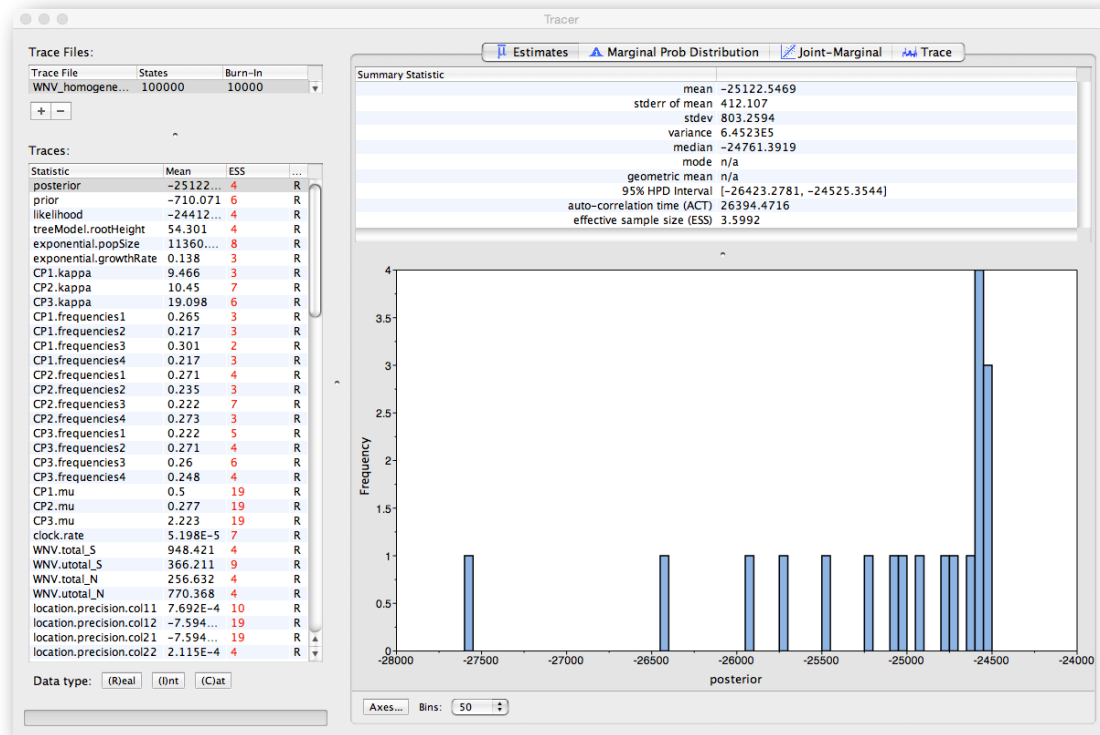 Tracer
Trace Files:
Trace File States Burn-In
WNV_homogene... 100000 10000
+ −
Traces:
Statistic Mean ESS ...
posterior -25122... 4 R
prior -710.071 6 R
likelihood -24412... 4 R
treeModel.rootHeight 54.301 4 R
exponential.popSize 11360.... 8 R
exponential.growthRate 0.138 3 R
CP1.kappa 9.466 3 R
CP2.kappa 10.45 7 R
CP3.kappa 19.098 6 R
CP1.frequencies1 0.265 3 R
CP1.frequencies2 0.217 3 R
CP1.frequencies3 0.301 2 R
CP1.frequencies4 0.217 3 R
CP2.frequencies1 0.271 4 R
CP2.frequencies2 0.235 3 R
CP2.frequencies3 0.222 7 R
CP2.frequencies4 0.273 3 R
CP3.frequencies1 0.222 5 R
CP3.frequencies2 0.271 4 R
CP3.frequencies3 0.26 6 R
CP3.frequencies4 0.248 4 R
CP1.mu 0.5 19 R
CP2.mu 0.277 19 R
CP3.mu 2.223 19 R
clock.rate 5.198E-5 7 R
WNV.total_S 948.421 4 R
WNV.utotal_S 366.211 9 R
WNV.total_N 256.632 4 R
WNV.utotal_N 770.368 4 R
location.precision.col11 7.692E-4 10 R
location.precision.col12 -7.594... 19 R
location.precision.col21 -7.594... 19 R
location.precision.col22 2.115E-4 4 R
Data type: (R)eal (I)nt (C)at
Estimates Marginal Prob Distribution Joint-Marginal Trace
Summary Statistic
mean -25122.5469
stderr of mean 412.107
stdev 803.2594
variance 6.4523E5
median -24761.3919
mode n/a
geometric mean n/a
95% HPD Interval [-26423.2781, -24525.3544]
auto-correlation time (ACT) 26394.4716
effective sample size (ESS) 3.5992
4
3.5
3
2.5
2
1.5
1
0.5
0
Frequency
-28000 -27500 -27000 -26500 -26000 -25500 -25000 -24500 -24000
posterior
Axes... Bins: 50